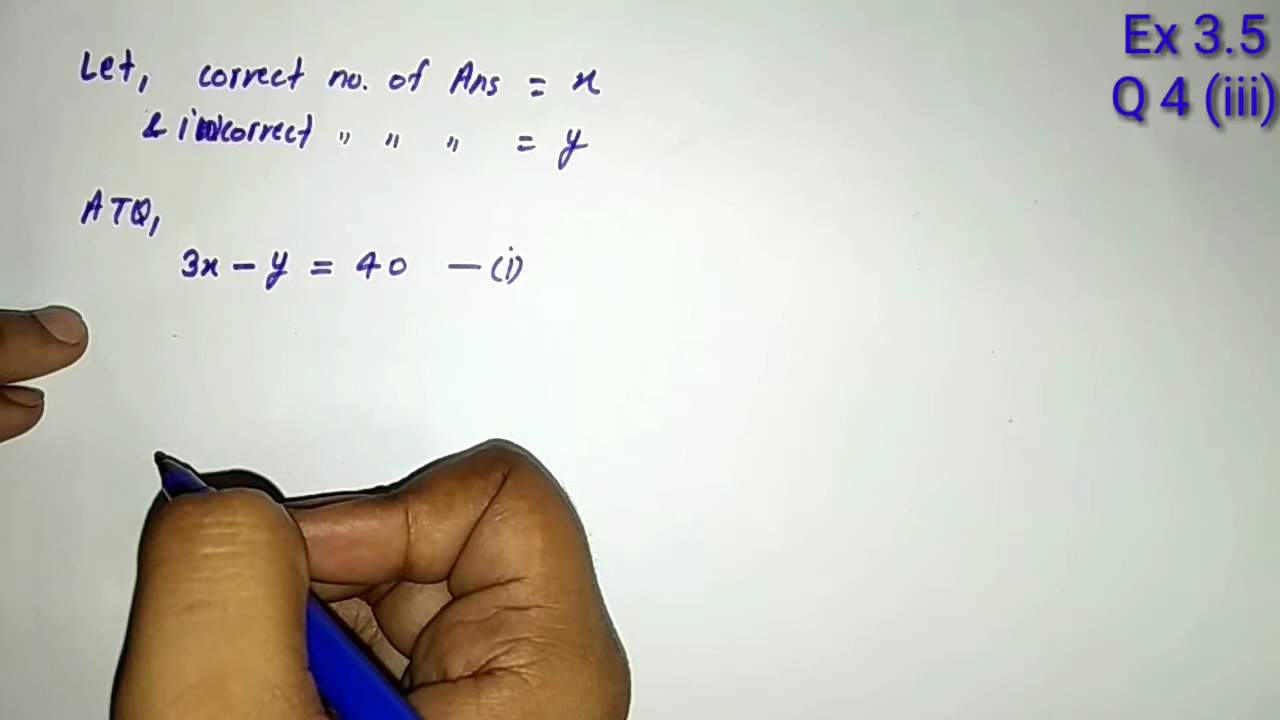 Ex 3.5
Q 4 (iii)
Let, correct no. of Ans = x
& incorrect " " " = y
ATQ,
3x - y = 40 — (i)